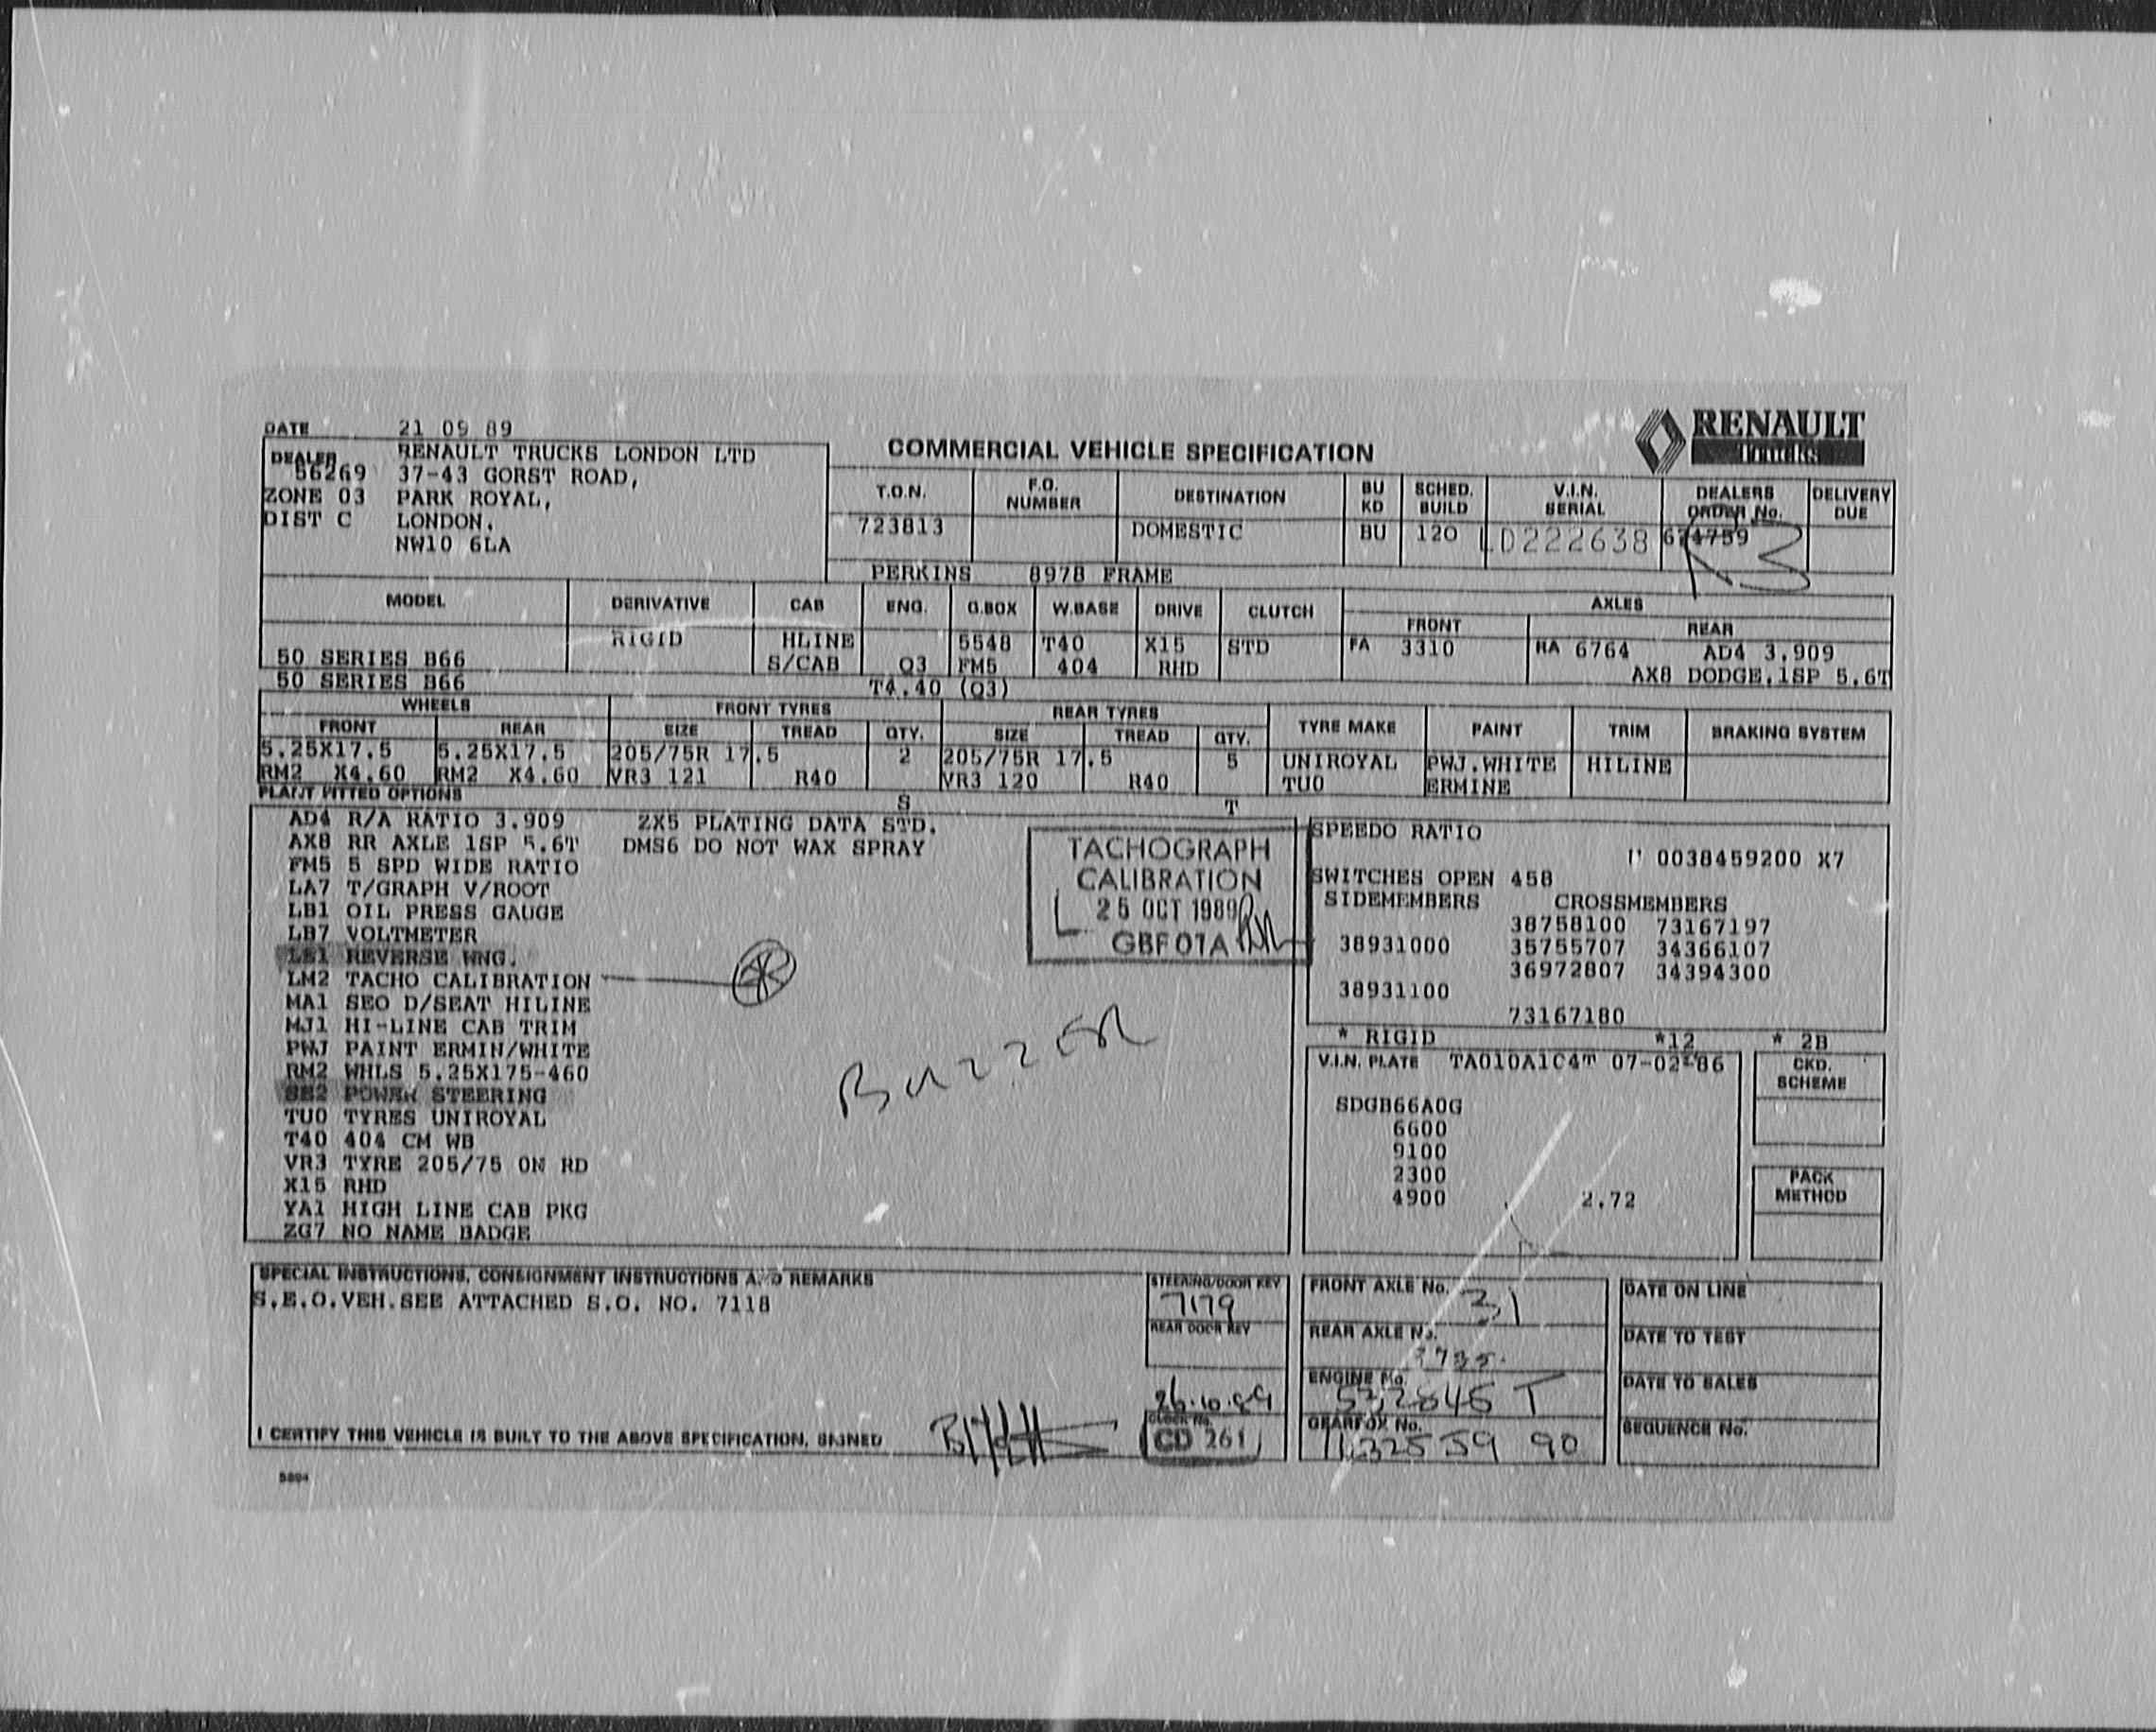 DATE 21 09 89
RENAULT Trucks
COMMERCIAL VEHICLE SPECIFICATION
DEALER RENAULT TRUCKS LONDON LTD
56269 37-43 GORST ROAD,
ZONE 03 PARK ROYAL,
DIST C LONDON,
NW10 6LA
T.O.N. F.O. NUMBER DESTINATION BU KD SCHED. BUILD V.I.N. SERIAL DEALERS ORDER No. DELIVERY DUE
723813 DOMESTIC BU 120 LD222638 674759
PERKINS 8978 FRAME
MODEL DERIVATIVE CAB ENG. G.BOX W.BASE DRIVE CLUTCH AXLES
FRONT REAR
RIGID HLINE 5548 T40 X15 STD FA 3310 RA 6764 AD4 3.909
50 SERIES B66 S/CAB Q3 FM5 404 RHD AX8 DODGE.1SP 5.6T
50 SERIES B66 T4.40 (Q3)
WHEELS FRONT TYRES REAR TYRES TYRE MAKE PAINT TRIM BRAKING SYSTEM
FRONT REAR SIZE TREAD QTY. SIZE TREAD QTY.
5.25X17.5 5.25X17.5 205/75R 17.5 2 205/75R 17.5 5 UNIROYAL PWJ.WHITE HILINE
RM2 X4.60 RM2 X4.60 VR3 121 R40 VR3 120 R40 TU0 ERMINE
PLANT FITTED OPTIONS S T
AD4 R/A RATIO 3.909 ZX5 PLATING DATA STD.
AX8 RR AXLE 1SP 5.6T DMS6 DO NOT WAX SPRAY
FM5 5 SPD WIDE RATIO
LA7 T/GRAPH V/ROOT
LB1 OIL PRESS GAUGE
LB7 VOLTMETER
REVERSE WNG.
LM2 TACHO CALIBRATION
MA1 SEO D/SEAT HILINE
MJ1 HI-LINE CAB TRIM
PWJ PAINT ERMIN/WHITE
RM2 WHLS 5.25X175-460
POWER STEERING
TU0 TYRES UNIROYAL
T40 404 CM WB
VR3 TYRE 205/75 ON RD
X15 RHD
YA1 HIGH LINE CAB PKG
ZG7 NO NAME BADGE
TACHOGRAPH
CALIBRATION
25 OCT 1989
GBF 01A
Buzzer
SPEEDO RATIO
0038459200 X7
SWITCHES OPEN 458
SIDEMEMBERS CROSSMEMBERS
38758100 73167197
38931000 35755707 34366107
36972807 34394300
38931100
73167180
* RIGID *12 * 2B
V.I.N. PLATE TA010A1C4T 07-02-86
SDGB66A0G
6600
9100
2300
4900 2.72
CKD. SCHEME
PACK METHOD
SPECIAL INSTRUCTIONS, CONSIGNMENT INSTRUCTIONS AND REMARKS
S.E.O.VEH.SEE ATTACHED S.O. NO. 7118
STEERING/DOOR KEY
7179
REAR DOOR KEY
26.10.89
CLOCK No.
CD 261
I CERTIFY THIS VEHICLE IS BUILT TO THE ABOVE SPECIFICATION, SIGNED
FRONT AXLE No. 31
REAR AXLE No.
ENGINE No.
GEARBOX No.
DATE ON LINE
DATE TO TEST
DATE TO SALES
SEQUENCE No.